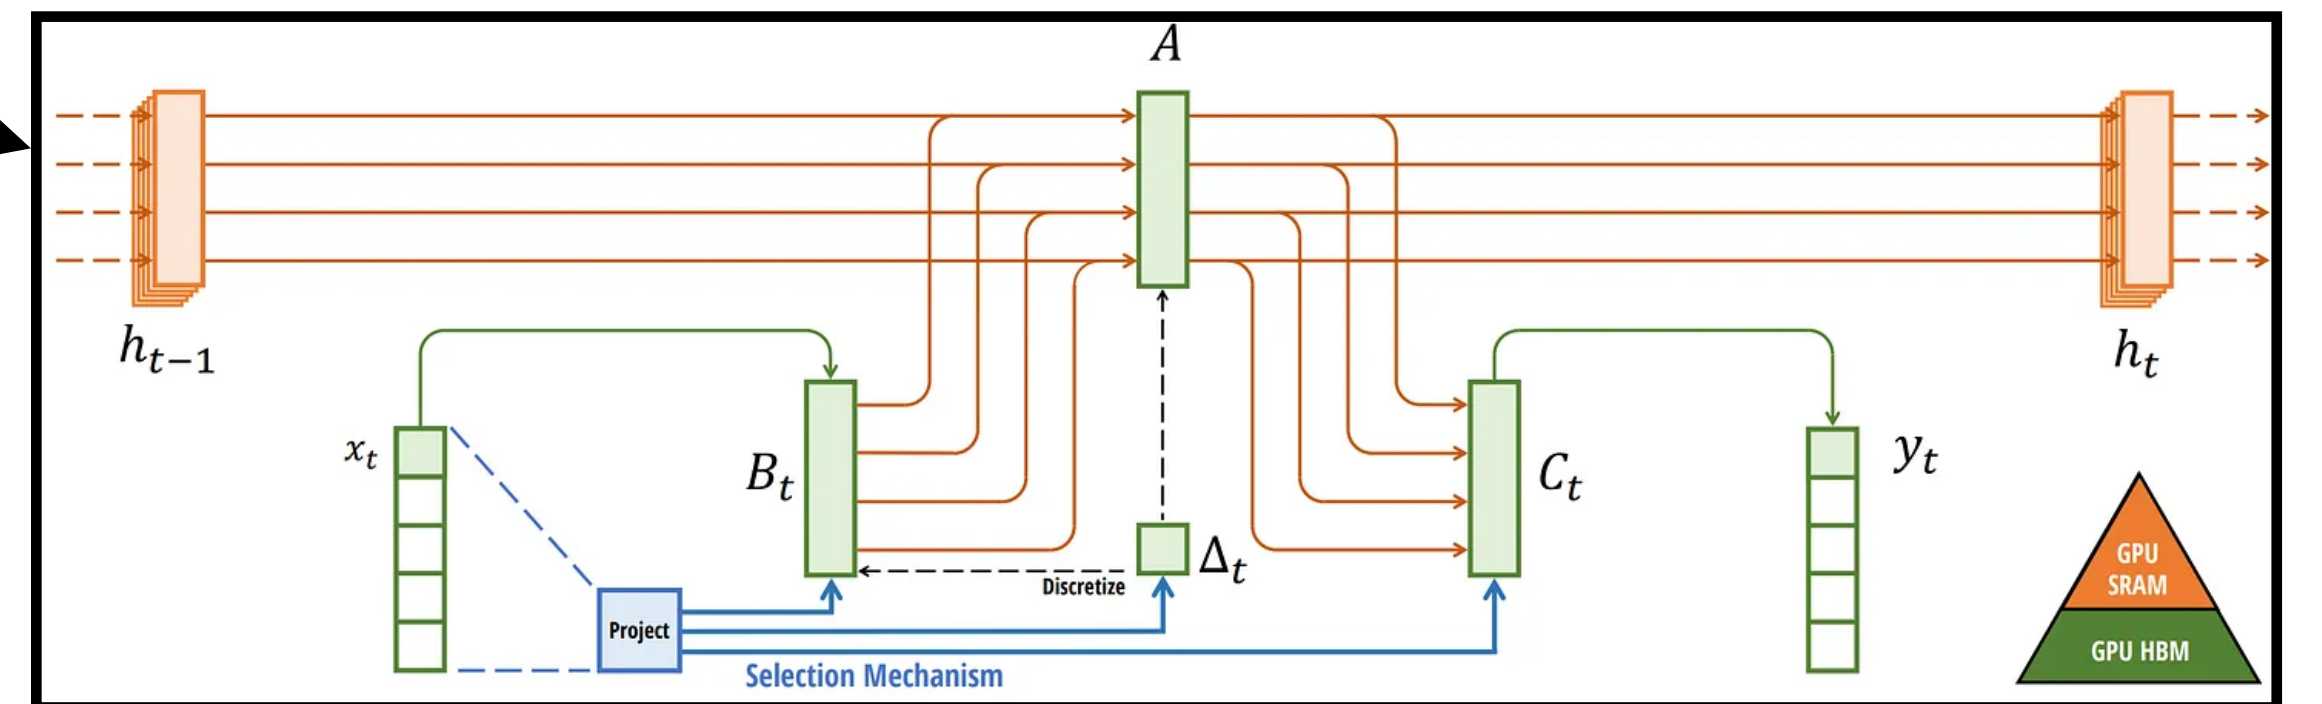 A
h_{t-1}
h_t
x_t
B_t
Δ_t
C_t
y_t
Discretize
Project
Selection Mechanism
GPU
SRAM
GPU HBM